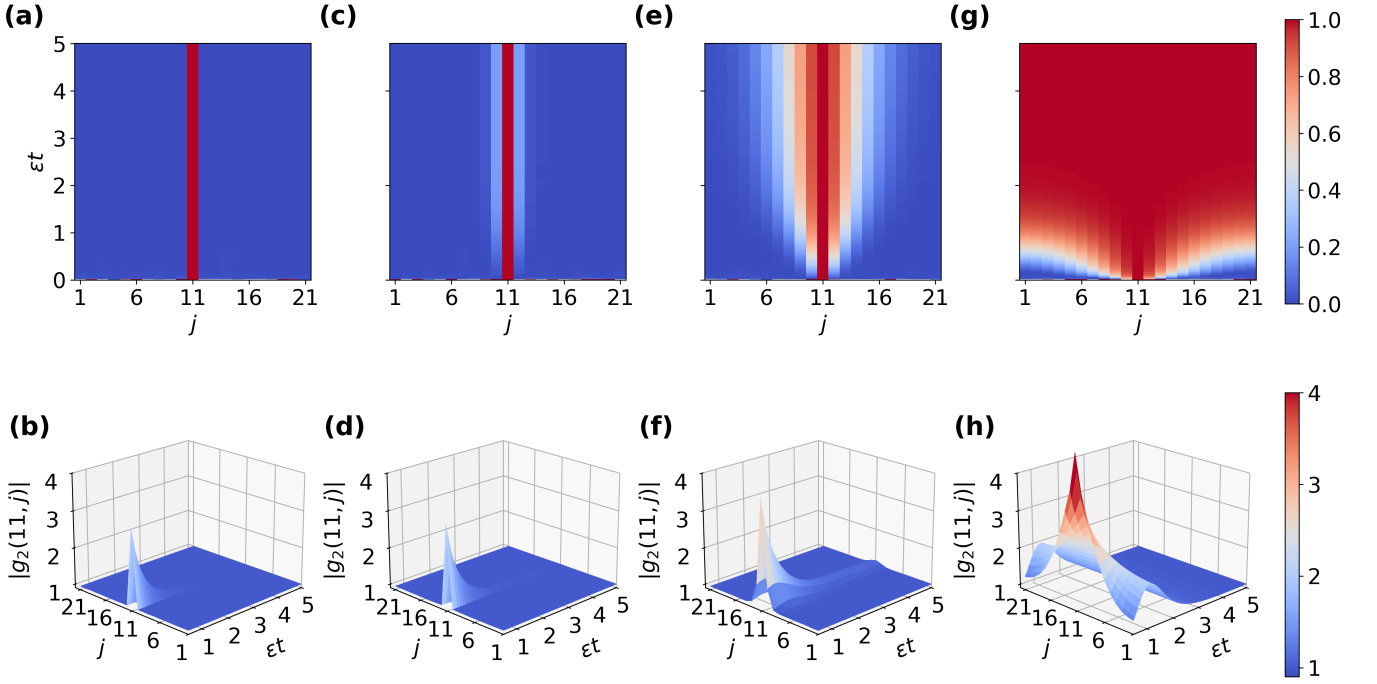 (a) (c) (e) (g)
5 4 3 2 1 0
εt
1 6 11 16 21
j
1 6 11 16 21
j
1 6 11 16 21
j
1 6 11 16 21
j
1.0 0.8 0.6 0.4 0.2 0.0
(b) (d) (f) (h)
|g₂(11, j)|
4 3 2 1
21 16 11 6 1
j
1 2 3 4 5
εt
|g₂(11, j)|
4 3 2 1
21 16 11 6 1
j
1 2 3 4 5
εt
|g₂(11, j)|
4 3 2 1
21 16 11 6 1
j
1 2 3 4 5
εt
|g₂(11, j)|
4 3 2 1
21 16 11 6 1
j
1 2 3 4 5
εt
4 3 2 1